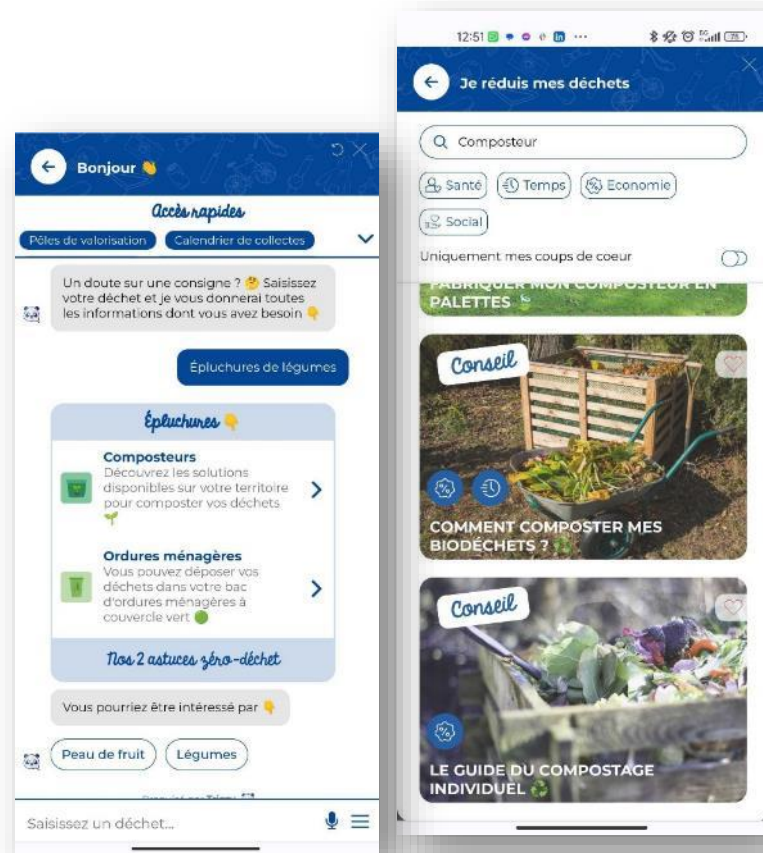 Bonjour 👋
Accès rapides
Pôles de valorisation
Calendrier de collectes
Un doute sur une consigne ? 🤔 Saisissez
votre déchet et je vous donnerai toutes
les informations dont vous avez besoin 👇
Épluchures de légumes
Épluchures 👇
Composteurs
Découvrez les solutions
disponibles sur votre territoire
pour composter vos déchets
🌱
Ordures ménagères
Vous pouvez déposer vos
déchets dans votre bac
d'ordures ménagères à
couvercle vert 🟢
Nos 2 astuces zéro-déchet
Vous pourriez être intéressé par 👇
Peau de fruit
Légumes
Saisissez un déchet...
12:51
Je réduis mes déchets
Composteur
Santé
Temps
Economie
Social
Uniquement mes coups de coeur
FABRIQUER MON COMPOSTEUR EN
PALETTES
Conseil
COMMENT COMPOSTER MES
BIODÉCHETS ? ♻️
Conseil
LE GUIDE DU COMPOSTAGE
INDIVIDUEL ♻️